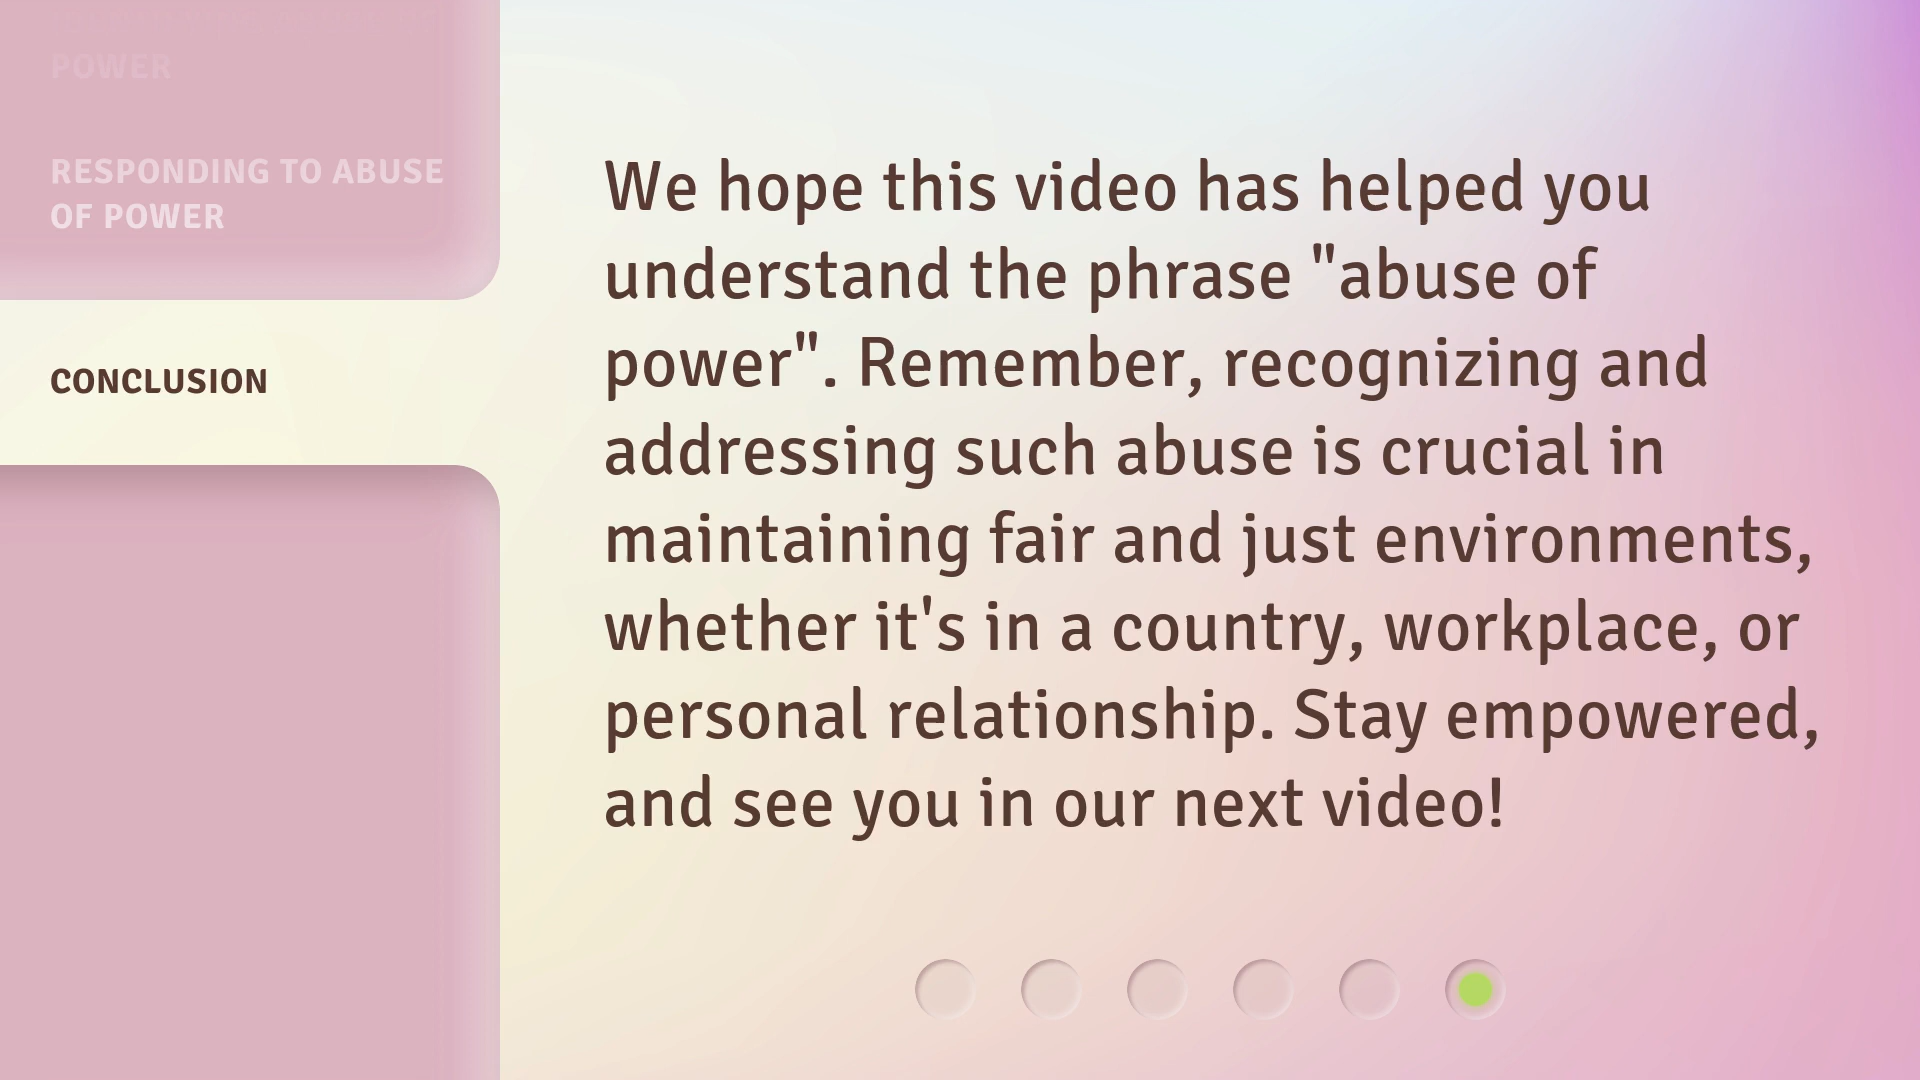 POWER
RESPONDING TO ABUSE
OF POWER
CONCLUSION
We hope this video has helped you
understand the phrase "abuse of
power". Remember, recognizing and
addressing such abuse is crucial in
maintaining fair and just environments,
whether it's in a country, workplace, or
personal relationship. Stay empowered,
and see you in our next video!